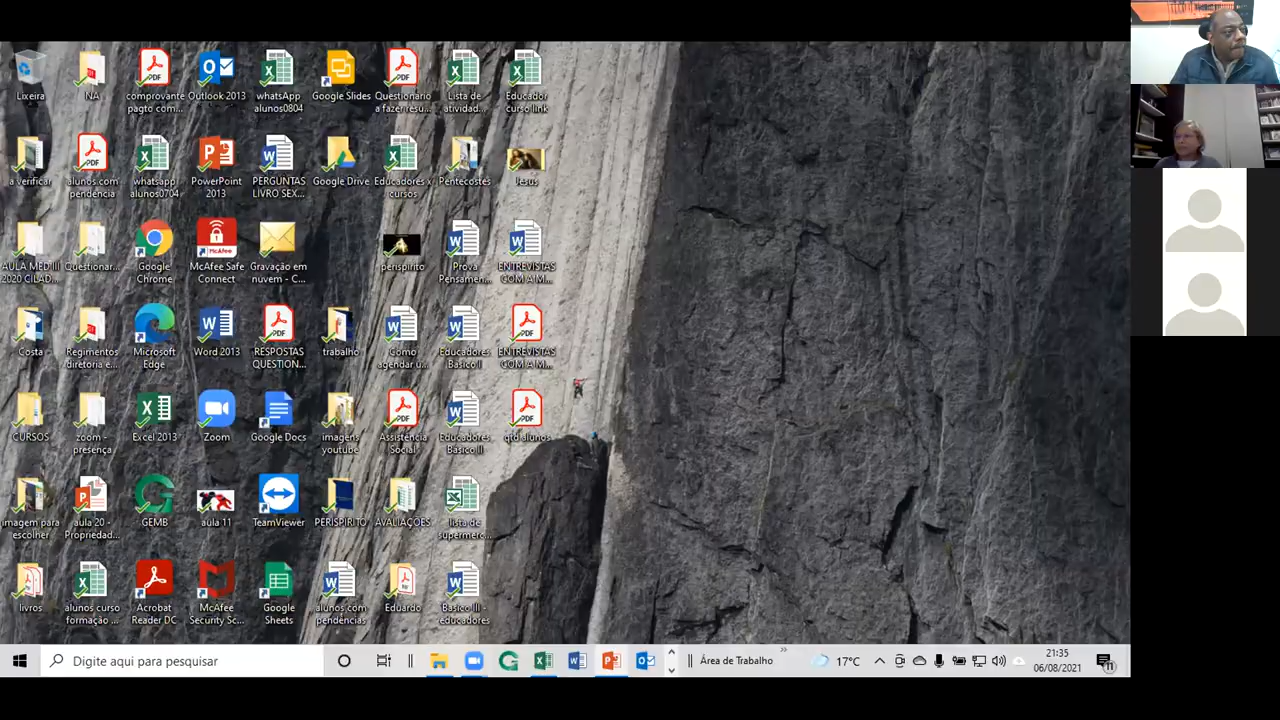 Lixeira
NA
comprovante
pagto com...
Outlook 2013
whatsApp
alunos0804
Google Slides
Questionario
a fazer resu...
Lista de
atividad...
Educador
curso link
a verificar
alunos com
pendencia
whatsapp
alunos0704
PowerPoint
2013
PERGUNTAS
LIVRO SEX...
Google Drive
Educadores x
cursos
Pentecostes
Jesus
AULA MED III
2020 CILAD...
Questionar...
Google
Chrome
McAfee Safe
Connect
Gravação em
nuvem - C...
perispirito
Prova
Pensamen...
ENTREVISTAS
COM A M...
Costa
Regimentos
diretoria e...
Microsoft
Edge
Word 2013
RESPOSTAS
QUESTION...
trabalho
Como
agendar u...
Educadores
Basico I
ENTREVISTAS
COM A M...
CURSOS
zoom -
presença
Excel 2013
Zoom
Google Docs
imagens
youtube
Assistência
Social
Educadores
Básico II
qtd alunos
imagem para
escolher
aula 20 -
Propriedad...
GEMB
aula 11
TeamViewer
PERISPIRITO
AVALIAÇÕES
lista de
supermerc...
livros
alunos curso
formação ...
Acrobat
Reader DC
McAfee
Security Sc...
Google
Sheets
alunos com
pendências
Eduardo
Basico III -
educadores
Digite aqui para pesquisar
Área de Trabalho
17°C
21:35
06/08/2021